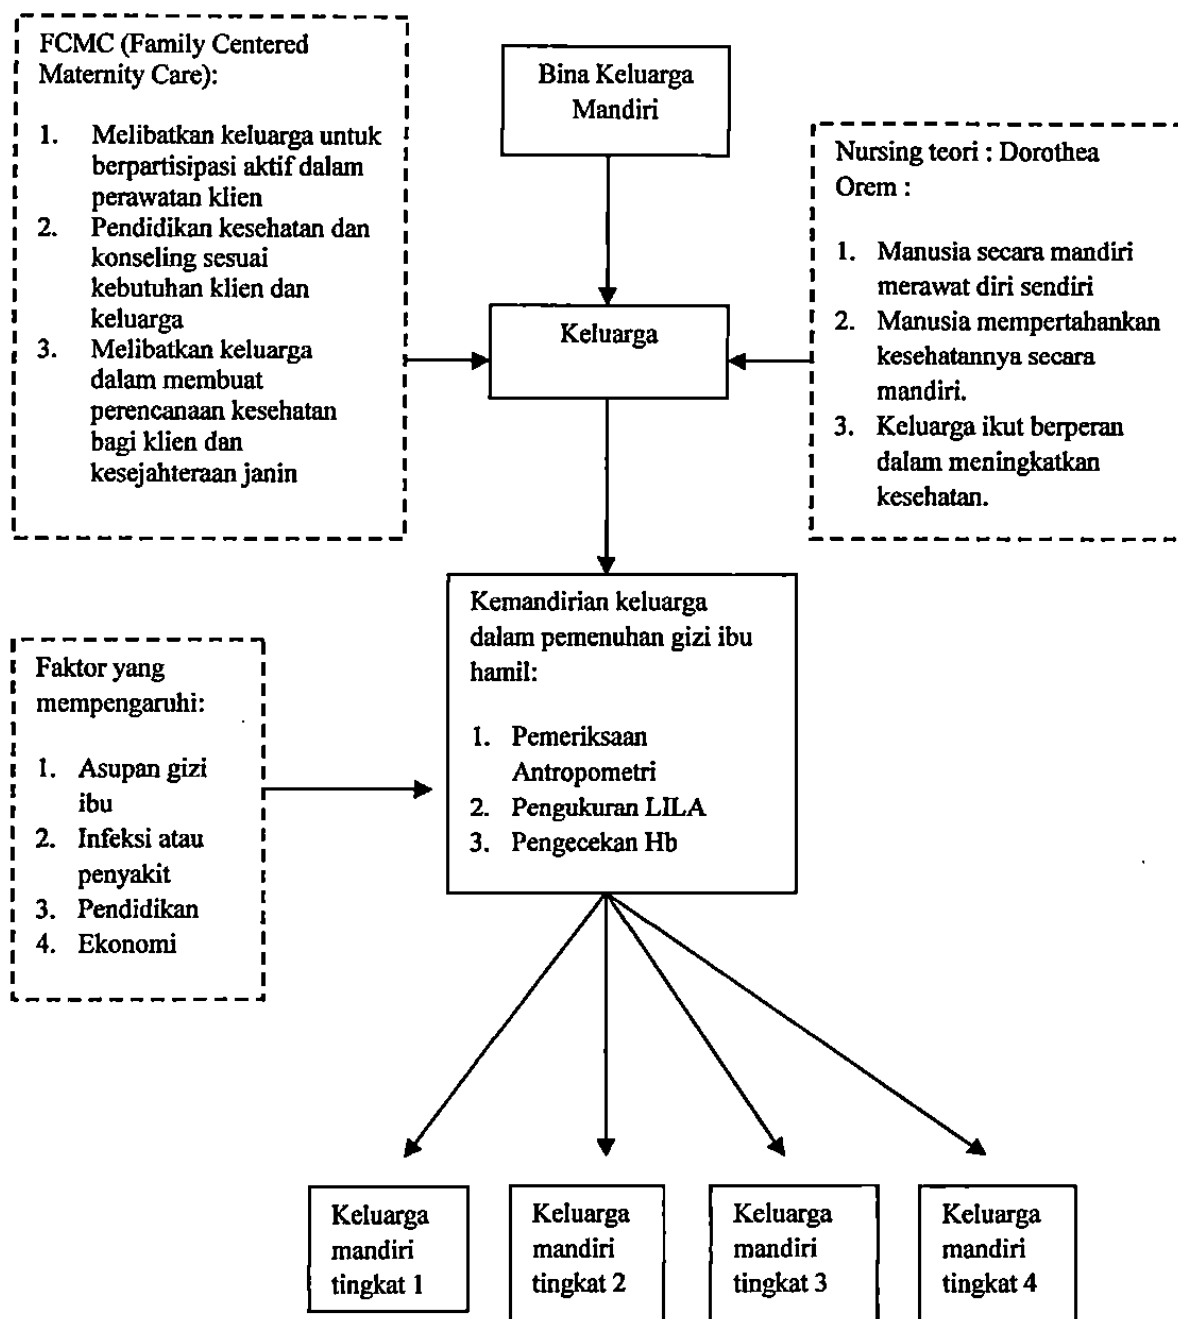 FCMC (Family Centered
Maternity Care):
1. Melibatkan keluarga untuk
berpartisipasi aktif dalam
perawatan klien
2. Pendidikan kesehatan dan
konseling sesuai
kebutuhan klien dan
keluarga
3. Melibatkan keluarga
dalam membuat
perencanaan kesehatan
bagi klien dan
kesejahteraan janin
Bina Keluarga
Mandiri
Nursing teori : Dorothea
Orem :
1. Manusia secara mandiri
merawat diri sendiri
2. Manusia mempertahankan
kesehatannya secara
mandiri.
3. Keluarga ikut berperan
dalam meningkatkan
kesehatan.
Keluarga
Kemandirian keluarga
dalam pemenuhan gizi ibu
hamil:
1. Pemeriksaan
Antropometri
2. Pengukuran LILA
3. Pengecekan Hb
Faktor yang
mempengaruhi:
1. Asupan gizi
ibu
2. Infeksi atau
penyakit
3. Pendidikan
4. Ekonomi
Keluarga
mandiri
tingkat 1
Keluarga
mandiri
tingkat 2
Keluarga
mandiri
tingkat 3
Keluarga
mandiri
tingkat 4